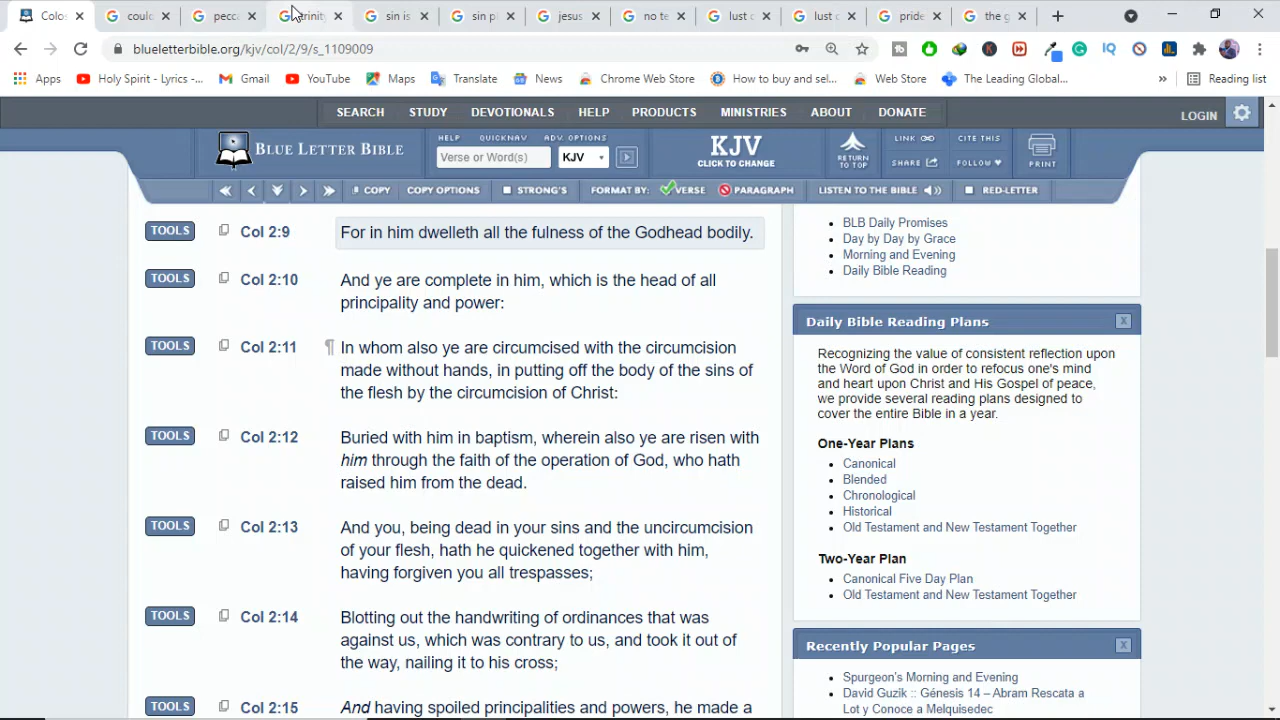 Colos
could
pecca
trinity
sin is
sin p
jesus
no te
lust c
lust c
pride
the g
blueletterbible.org/kjv/col/2/9/s_1109009
Apps
Holy Spirit - Lyrics -...
Gmail
YouTube
Maps
Translate
News
Chrome Web Store
How to buy and sel...
Web Store
The Leading Global...
»
Reading list
SEARCH STUDY DEVOTIONALS HELP PRODUCTS MINISTRIES ABOUT DONATE
LOGIN
BLUE LETTER BIBLE
HELP QUICKNAV ADV. OPTIONS
Verse or Word(s)
KJV
KJV
CLICK TO CHANGE
RETURN
TO TOP
LINK
CITE THIS
SHARE
FOLLOW
PRINT
COPY COPY OPTIONS STRONG'S FORMAT BY: VERSE PARAGRAPH LISTEN TO THE BIBLE RED-LETTER
TOOLS Col 2:9 For in him dwelleth all the fulness of the Godhead bodily.
TOOLS Col 2:10 And ye are complete in him, which is the head of all
principality and power:
TOOLS Col 2:11 ¶ In whom also ye are circumcised with the circumcision
made without hands, in putting off the body of the sins of
the flesh by the circumcision of Christ:
TOOLS Col 2:12 Buried with him in baptism, wherein also ye are risen with
him through the faith of the operation of God, who hath
raised him from the dead.
TOOLS Col 2:13 And you, being dead in your sins and the uncircumcision
of your flesh, hath he quickened together with him,
having forgiven you all trespasses;
TOOLS Col 2:14 Blotting out the handwriting of ordinances that was
against us, which was contrary to us, and took it out of
the way, nailing it to his cross;
TOOLS Col 2:15 And having spoiled principalities and powers, he made a
BLB Daily Promises
Day by Day by Grace
Morning and Evening
Daily Bible Reading
Daily Bible Reading Plans
Recognizing the value of consistent reflection upon
the Word of God in order to refocus one's mind
and heart upon Christ and His Gospel of peace,
we provide several reading plans designed to
cover the entire Bible in a year.
One-Year Plans
Canonical
Blended
Chronological
Historical
Old Testament and New Testament Together
Two-Year Plan
Canonical Five Day Plan
Old Testament and New Testament Together
Recently Popular Pages
Spurgeon's Morning and Evening
David Guzik :: Génesis 14 – Abram Rescata a
Lot y Conoce a Melquisedec